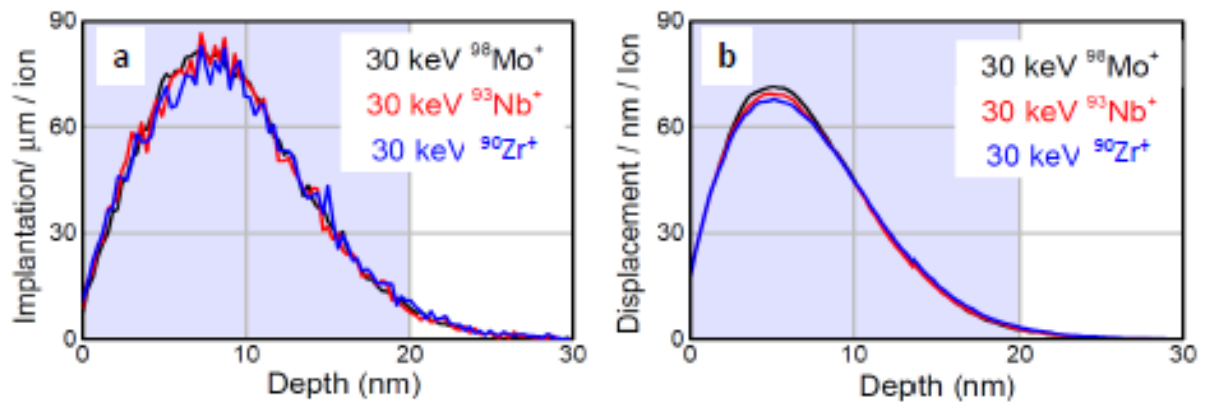 a
30 keV ⁹⁸Mo⁺
30 keV ⁹³Nb⁺
30 keV ⁹⁰Zr⁺
Implantation/ μm / ion
90
60
30
0
0 10 20 30
Depth (nm)
b
30 keV ⁹⁸Mo⁺
30 keV ⁹³Nb⁺
30 keV ⁹⁰Zr⁺
Displacement / nm / Ion
90
60
30
0
0 10 20 30
Depth (nm)